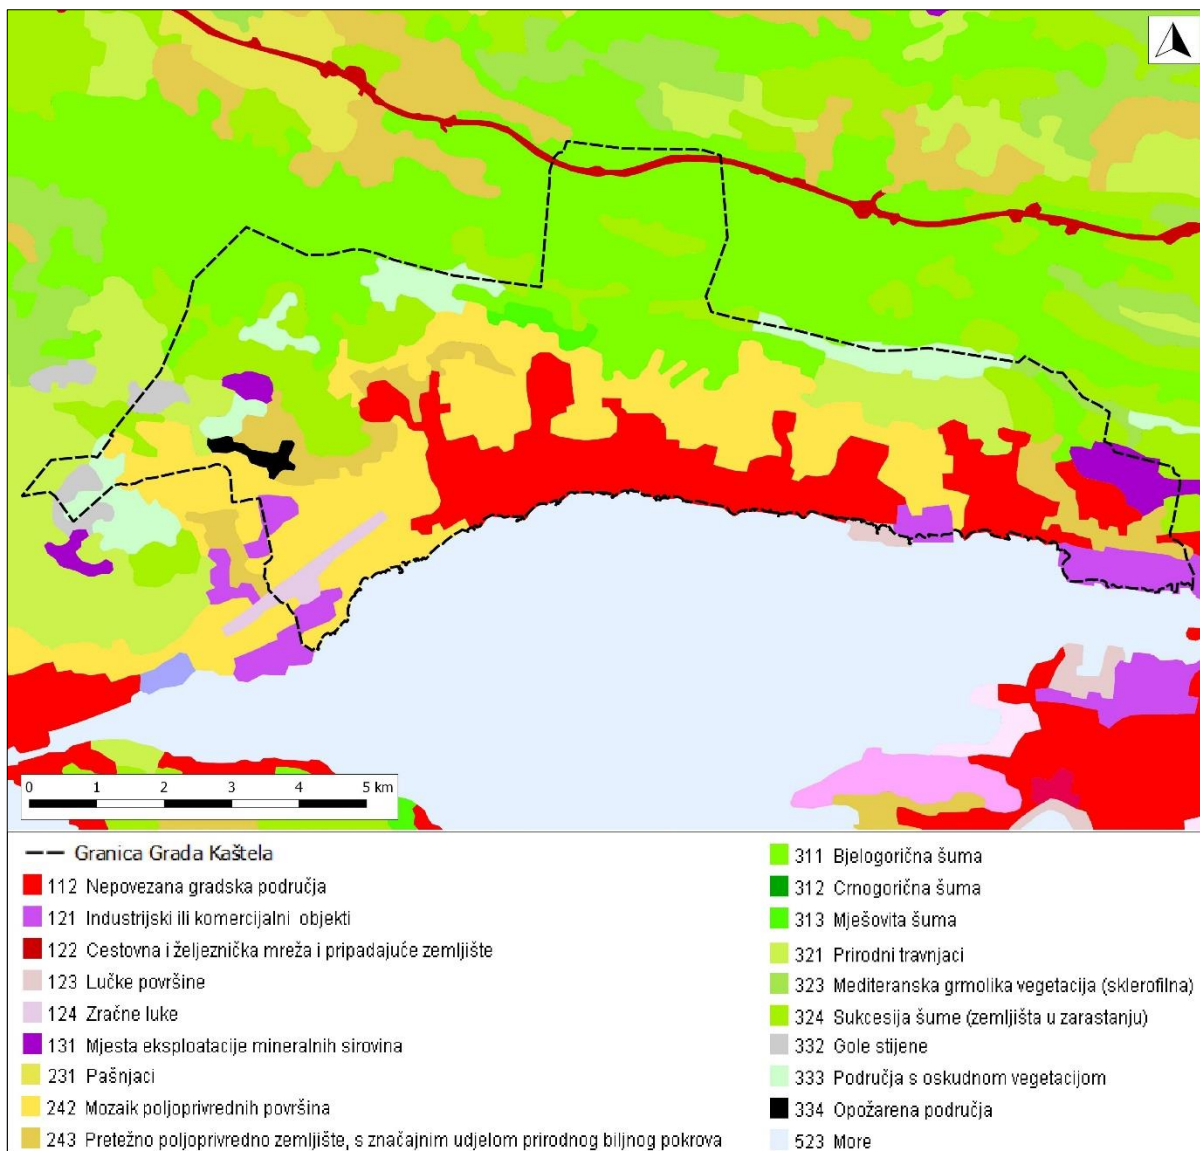 0 1 2 3 4 5 km
Granica Grada Kaštela
112 Nepovezana gradska područja
121 Industrijski ili komercijalni objekti
122 Cestovna i željeznička mreža i pripadajuće zemljište
123 Lučke površine
124 Zračne luke
131 Mjesta eksploatacije mineralnih sirovina
231 Pašnjaci
242 Mozaik poljoprivrednih površina
243 Pretežno poljoprivredno zemljište, s značajnim udjelom prirodnog biljnog pokrova
311 Bjelogorična šuma
312 Crnogorična šuma
313 Mješovita šuma
321 Prirodni travnjaci
323 Mediteranska grmolika vegetacija (sklerofilna)
324 Sukcesija šume (zemljišta u zarastanju)
332 Gole stijene
333 Područja s oskudnom vegetacijom
334 Opožarena područja
523 More